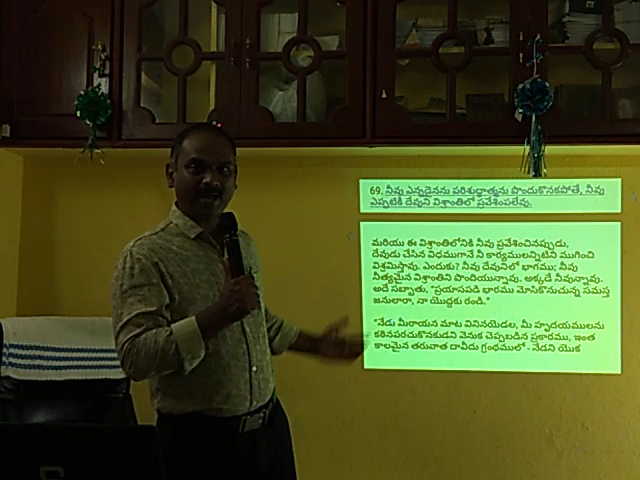 69. నీవు ఎన్నడైనను పరిశుద్ధాత్మను పొందుకొనకపోతే, నీవు
ఎప్పటికీ దేవుని విశ్రాంతిలో ప్రవేశింపలేవు.
మరియు ఈ విశ్రాంతిలోనికి నీవు ప్రవేశించినప్పుడు,
దేవుడు చేసిన విధముగానే నీ కార్యములన్నిటిని ముగించి
విశ్రమిస్తావు. ఎందుకు? నీవు దేవునిలో భాగము; నీవు
నిత్యమైన విశ్రాంతిని పొందియున్నావు. అక్కడే నీవున్నావు.
అదే సబ్బాతు, "ప్రయాసపడి భారము మోసికొనుచున్న సమస్త
జనులారా, నా యొద్దకు రండి."
"నేడు మీరాయన మాట వినినయెడల, మీ హృదయములను
కఠినపరచుకొనకుడని వెనుక చెప్పబడిన ప్రకారము, ఇంత
కాలమైన తరువాత దావీదు గ్రంథములో - నేడని యొక